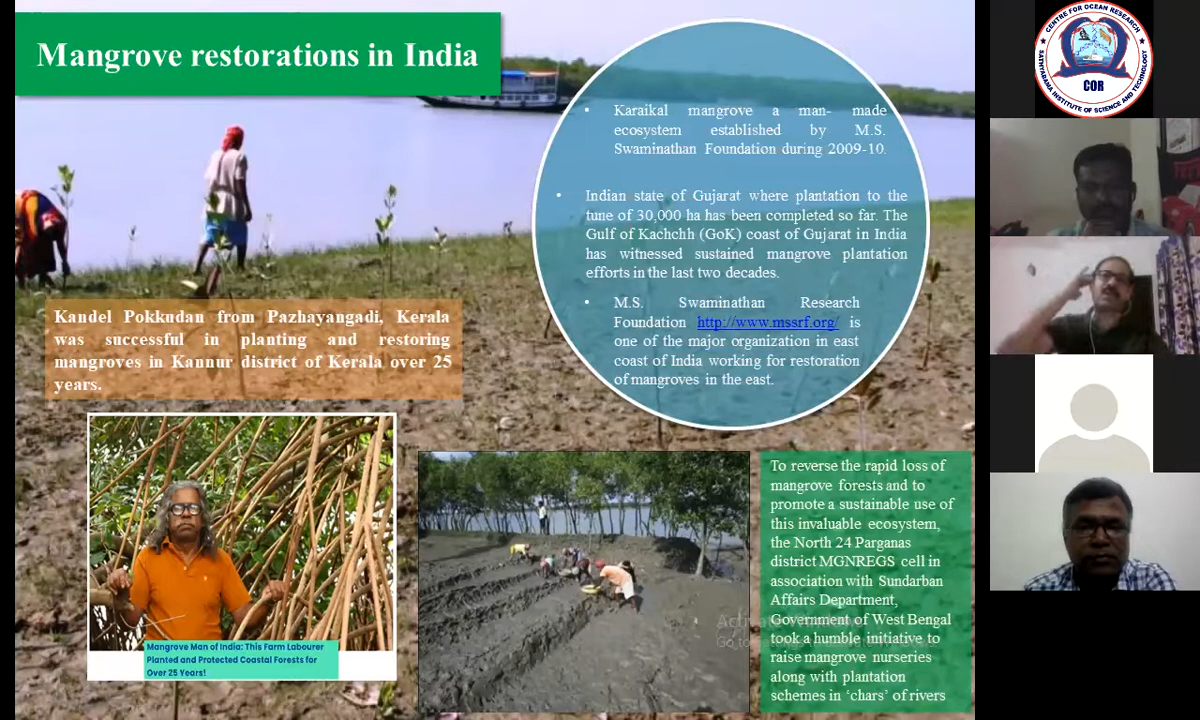 Mangrove restorations in India
• Karaikal mangrove a man- made
ecosystem established by M.S.
Swaminathan Foundation during 2009-10.
• Indian state of Gujarat where plantation to the
tune of 30,000 ha has been completed so far. The
Gulf of Kachchh (GoK) coast of Gujarat in India
has witnessed sustained mangrove plantation
efforts in the last two decades.
• M.S. Swaminathan Research
Foundation http://www.mssrf.org/ is
one of the major organization in east
coast of India working for restoration
of mangroves in the east.
Kandel Pokkudan from Pazhayangadi, Kerala
was successful in planting and restoring
mangroves in Kannur district of Kerala over 25
years.
Mangrove Man of India: This Farm Labourer
Planted and Protected Coastal Forests for
Over 25 Years!
To reverse the rapid loss of
mangrove forests and to
promote a sustainable use of
this invaluable ecosystem,
the North 24 Parganas
district MGNREGS cell in
association with Sundarban
Affairs Department,
Government of West Bengal
took a humble initiative to
raise mangrove nurseries
along with plantation
schemes in ‘chars’ of rivers
CENTRE FOR OCEAN RESEARCH
COR
SATHYABAMA INSTITUTE OF SCIENCE AND TECHNOLOGY